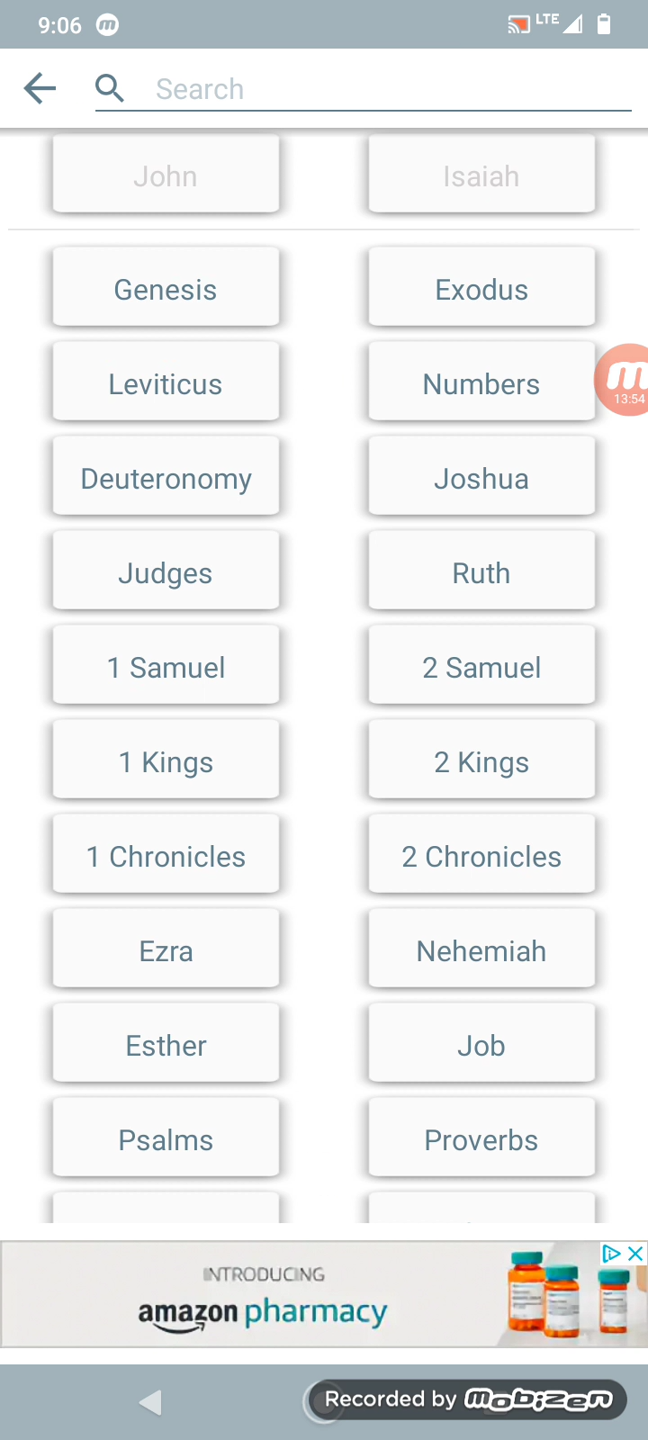 9:06
LTE
Search
John
Isaiah
Genesis
Exodus
Leviticus
Numbers
13:54
Deuteronomy
Joshua
Judges
Ruth
1 Samuel
2 Samuel
1 Kings
2 Kings
1 Chronicles
2 Chronicles
Ezra
Nehemiah
Esther
Job
Psalms
Proverbs
INTRODUCING
amazon pharmacy
Recorded by mobizen